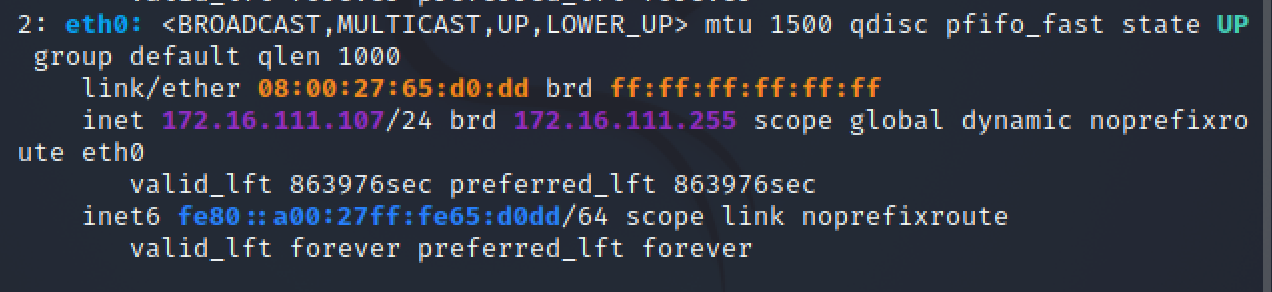 2: eth0: <BROADCAST,MULTICAST,UP,LOWER_UP> mtu 1500 qdisc pfifo_fast state UP
group default qlen 1000
link/ether 08:00:27:65:d0:dd brd ff:ff:ff:ff:ff:ff
inet 172.16.111.107/24 brd 172.16.111.255 scope global dynamic noprefixro
ute eth0
valid_lft 863976sec preferred_lft 863976sec
inet6 fe80::a00:27ff:fe65:d0dd/64 scope link noprefixroute
valid_lft forever preferred_lft forever